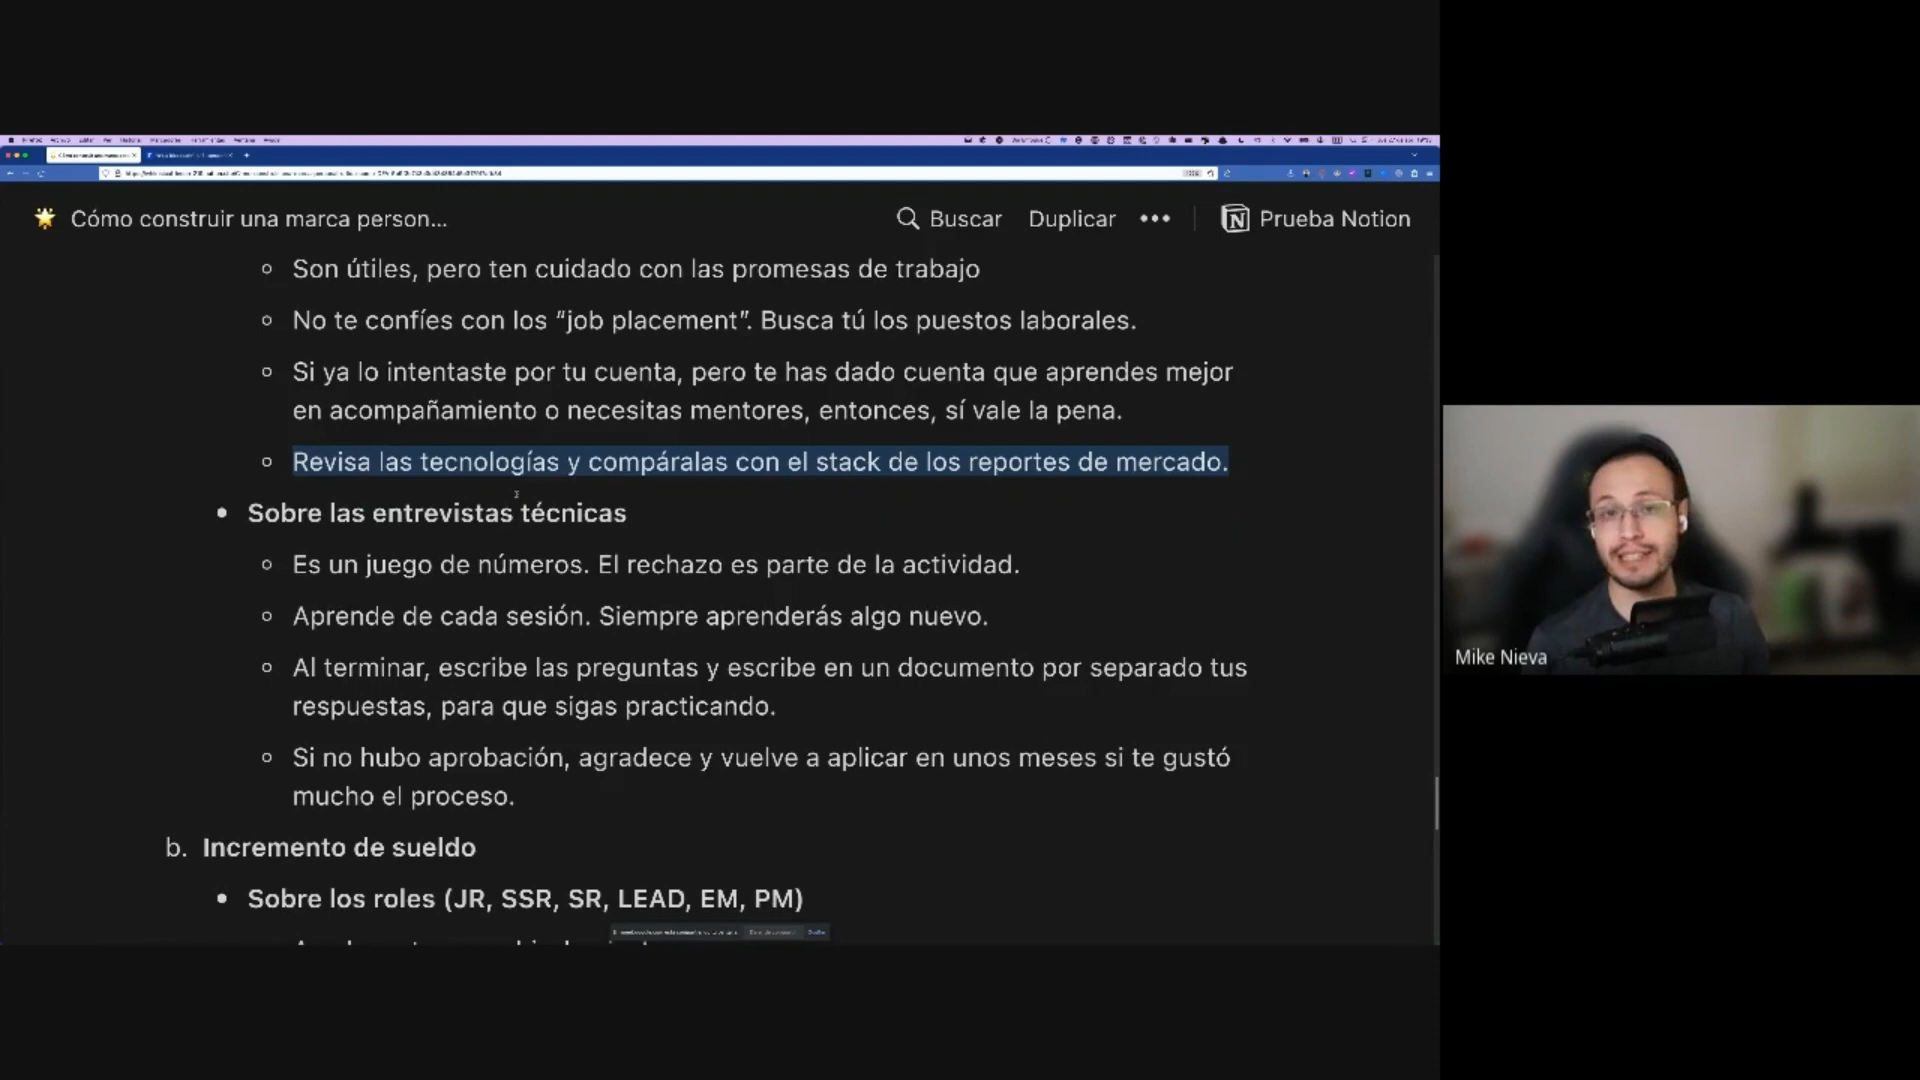 Cómo construir una marca person...
Buscar
Duplicar
Prueba Notion
Son útiles, pero ten cuidado con las promesas de trabajo
No te confíes con los “job placement”. Busca tú los puestos laborales.
Si ya lo intentaste por tu cuenta, pero te has dado cuenta que aprendes mejor
en acompañamiento o necesitas mentores, entonces, sí vale la pena.
Revisa las tecnologías y compáralas con el stack de los reportes de mercado.
Sobre las entrevistas técnicas
Es un juego de números. El rechazo es parte de la actividad.
Aprende de cada sesión. Siempre aprenderás algo nuevo.
Al terminar, escribe las preguntas y escribe en un documento por separado tus
respuestas, para que sigas practicando.
Si no hubo aprobación, agradece y vuelve a aplicar en unos meses si te gustó
mucho el proceso.
b. Incremento de sueldo
Sobre los roles (JR, SSR, SR, LEAD, EM, PM)
Mike Nieva